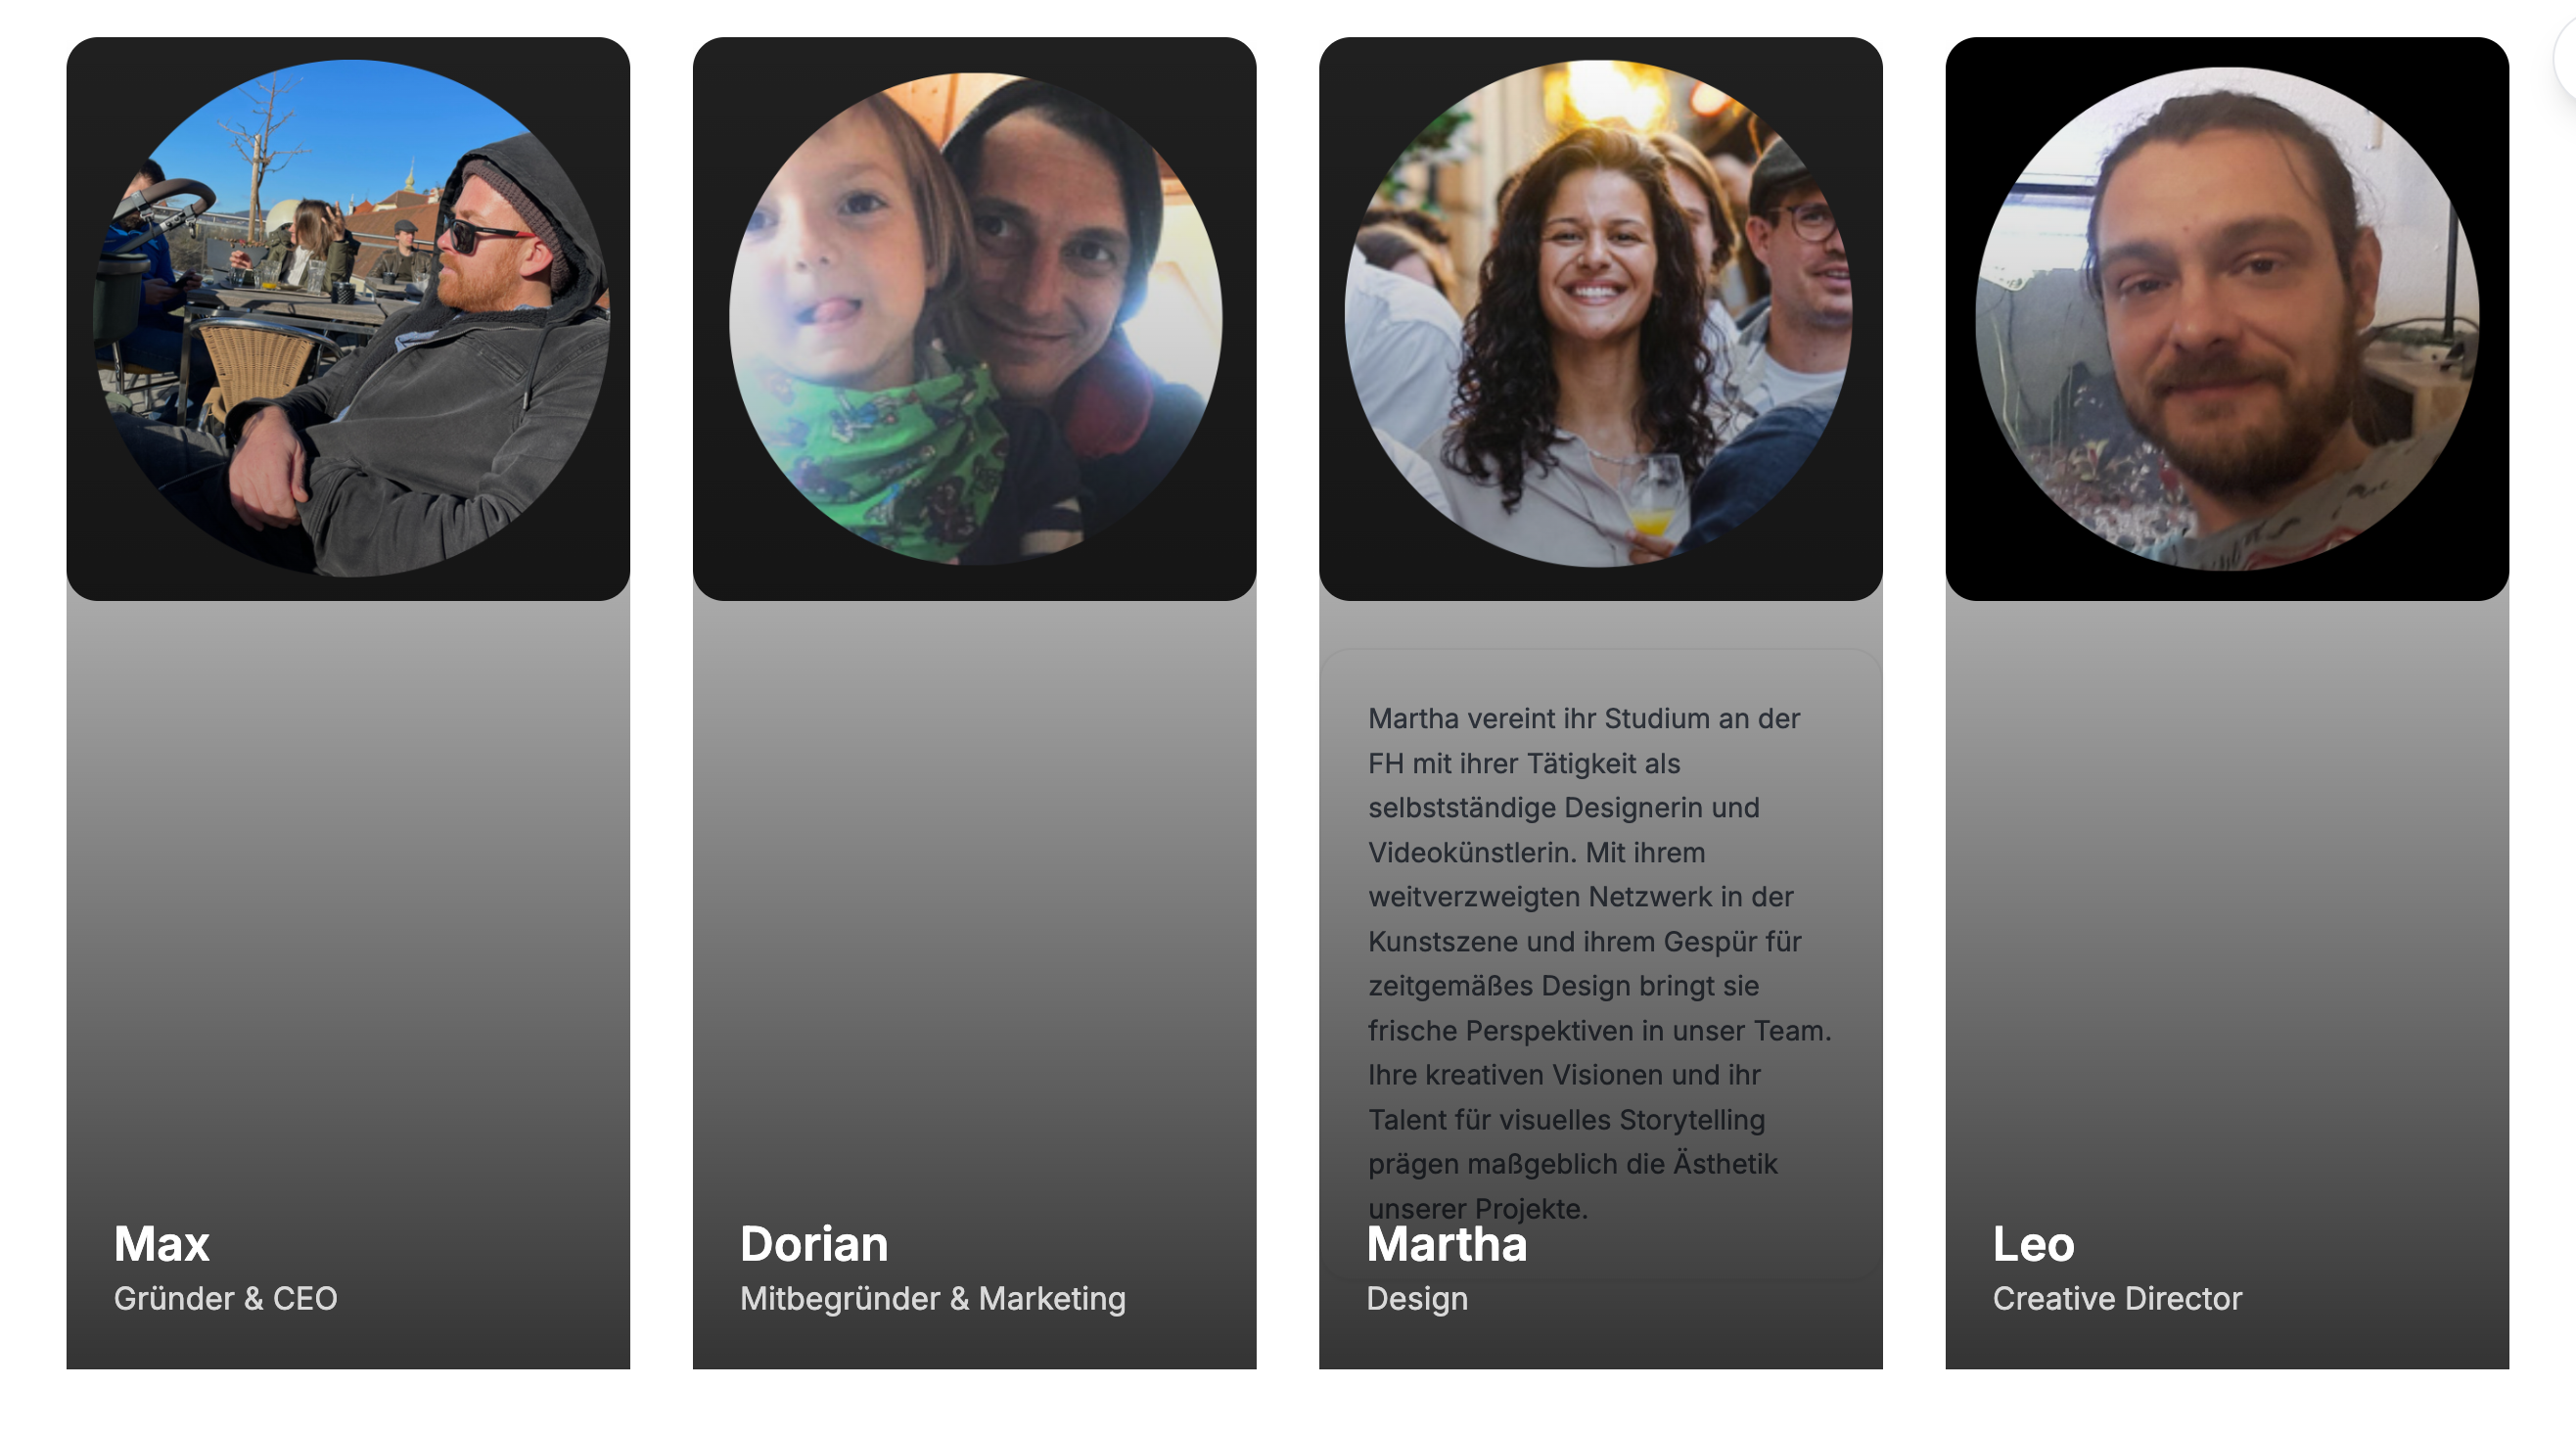 Max
Gründer & CEO
Dorian
Mitbegründer & Marketing
Martha vereint ihr Studium an der
FH mit ihrer Tätigkeit als
selbstständige Designerin und
Videokünstlerin. Mit ihrem
weitverzweigten Netzwerk in der
Kunstszene und ihrem Gespür für
zeitgemäßes Design bringt sie
frische Perspektiven in unser Team.
Ihre kreativen Visionen und ihr
Talent für visuelles Storytelling
prägen maßgeblich die Ästhetik
unserer Projekte.
Martha
Design
Leo
Creative Director